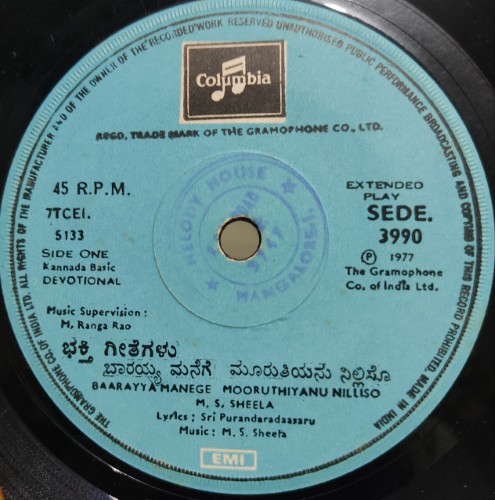 MANUFACTURER AND OF THE OWNER OF THE RECORDED WORK RESERVED UNAUTHORISED PUBLIC PERFORMANCE BROADCASTING AND COPYING OF THIS RECORD PROHIBITED. MADE IN INDIA
THE GRAMOPHONE CO. OF INDIA LTD. ALL RIGHTS OF THE
Columbia
REGD. TRADE MARK OF THE GRAMOPHONE CO., LTD.
MELODY HOUSE
MANGALORE-1.
45 R.P.M.
7TCEI.
5133
SIDE ONE
Kannada Basic
DEVOTIONAL
EXTENDED
PLAY
SEDE.
3990
Ⓟ 1977
The Gramophone
Co. of India Ltd.
Music Supervision :
M, Ranga Rao
ಭಕ್ತಿ ಗೀತೆಗಳು
ಬಾರಯ್ಯ ಮನೆಗೆ ಮೂರುತಿಯನು ನಿಲ್ಲಿಸೊ
BAARAYYA MANEGE MOORUTHIYANU NILLISO
M. S. SHEELA
Lyrics ; Sri Purandaradaasaru
Music : M. S. Sheela
EMI